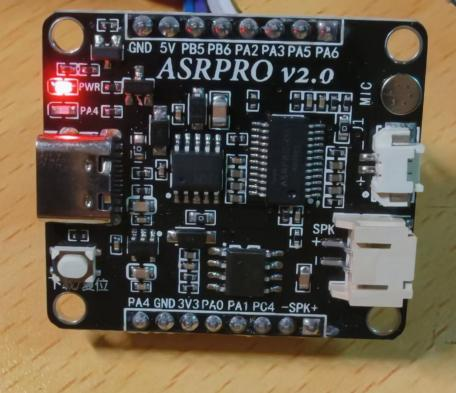 GND 5V PB5 PB6 PA2 PA3 PA5 PA6
ASRPRO V2.0
PWR
PA4
MIC
J1
- +
SPK
+
-
复位
PA4 GND 3V3 PA0 PA1 PC4 -SPK+